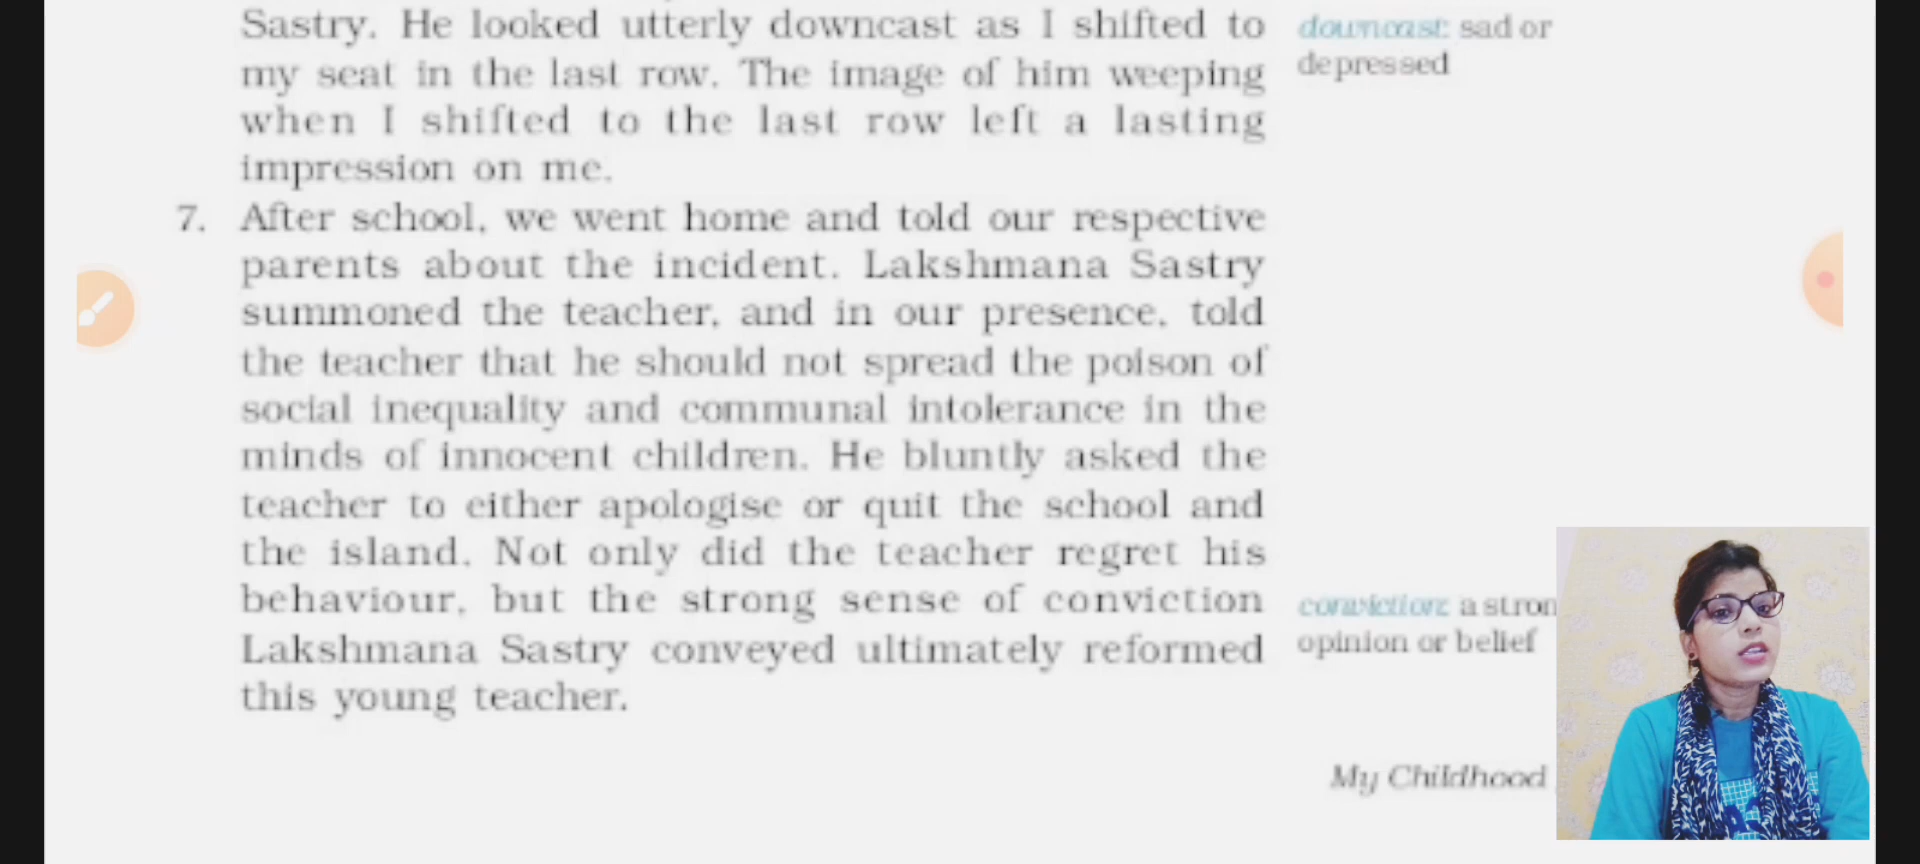 Sastry. He looked utterly downcast as I shifted to
my seat in the last row. The image of him weeping
when I shifted to the last row left a lasting
impression on me.
7. After school, we went home and told our respective
parents about the incident. Lakshmana Sastry
summoned the teacher, and in our presence, told
the teacher that he should not spread the poison of
social inequality and communal intolerance in the
minds of innocent children. He bluntly asked the
teacher to either apologise or quit the school and
the island. Not only did the teacher regret his
behaviour, but the strong sense of conviction
Lakshmana Sastry conveyed ultimately reformed
this young teacher.
downcast: sad or
depressed
conviction: a stron
opinion or belief
My Childhood